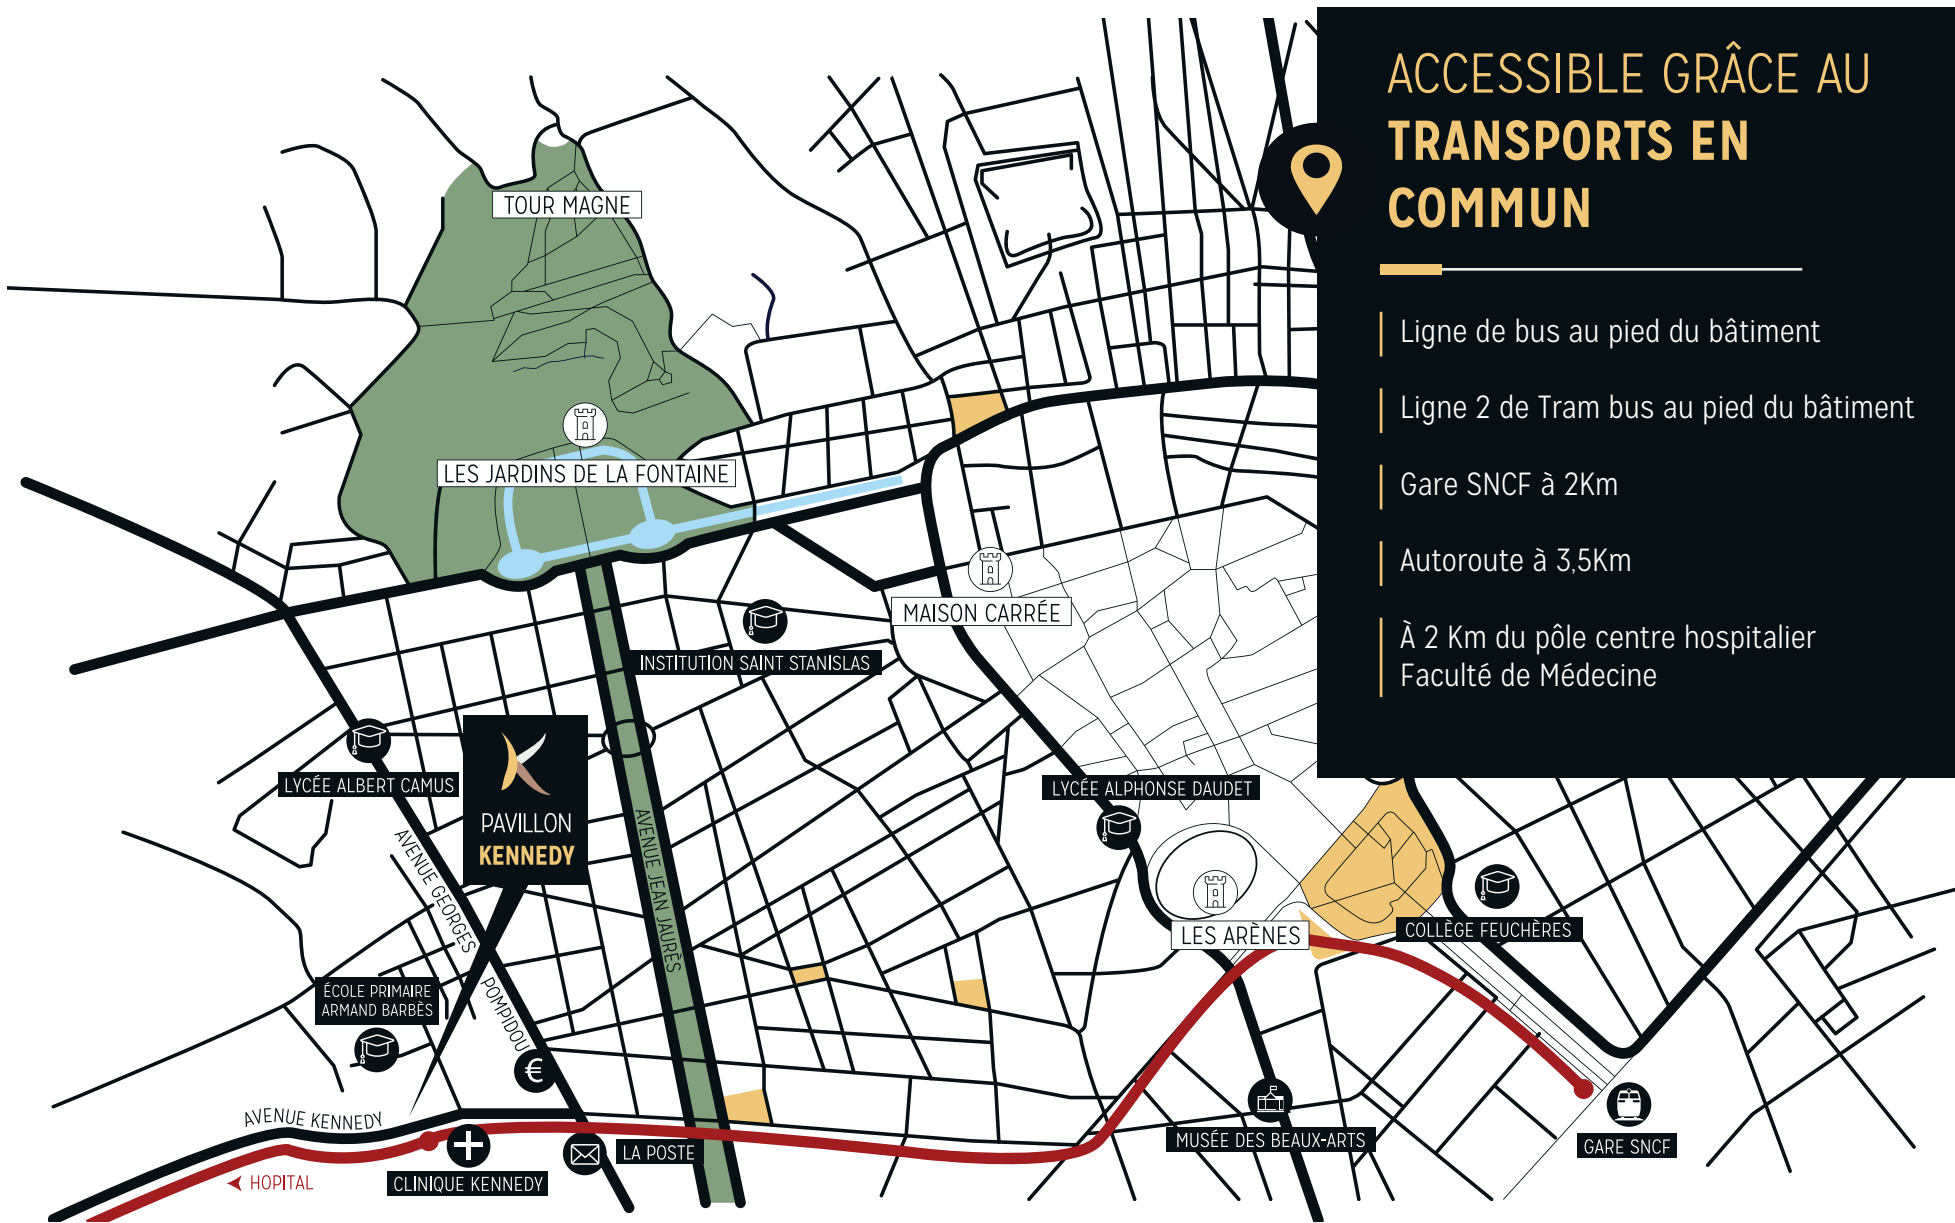 ACCESSIBLE GRÂCE AU
TRANSPORTS EN
COMMUN
Ligne de bus au pied du bâtiment
Ligne 2 de Tram bus au pied du bâtiment
Gare SNCF à 2Km
Autoroute à 3,5Km
À 2 Km du pôle centre hospitalier
Faculté de Médecine
TOUR MAGNE
LES JARDINS DE LA FONTAINE
MAISON CARRÉE
INSTITUTION SAINT STANISLAS
LYCÉE ALBERT CAMUS
PAVILLON
KENNEDY
LYCÉE ALPHONSE DAUDET
AVENUE GEORGES POMPIDOU
AVENUE JEAN JAURÈS
LES ARÈNES
COLLÈGE FEUCHÈRES
ÉCOLE PRIMAIRE
ARMAND BARBÈS
€
AVENUE KENNEDY
LA POSTE
MUSÉE DES BEAUX-ARTS
GARE SNCF
HOPITAL
CLINIQUE KENNEDY